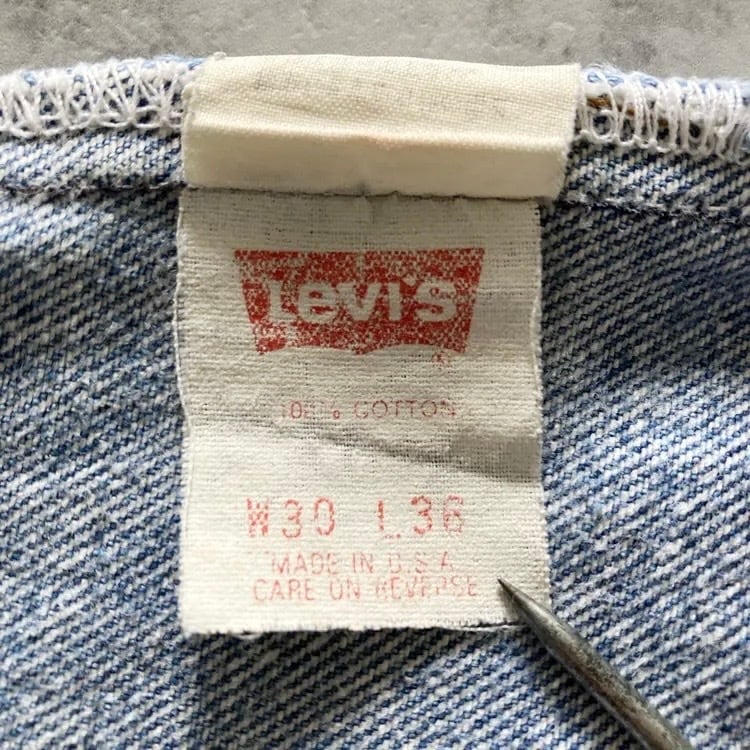 Levi's
®
100% COTTON
W30 L36
MADE IN U.S.A.
CARE ON REVERSE